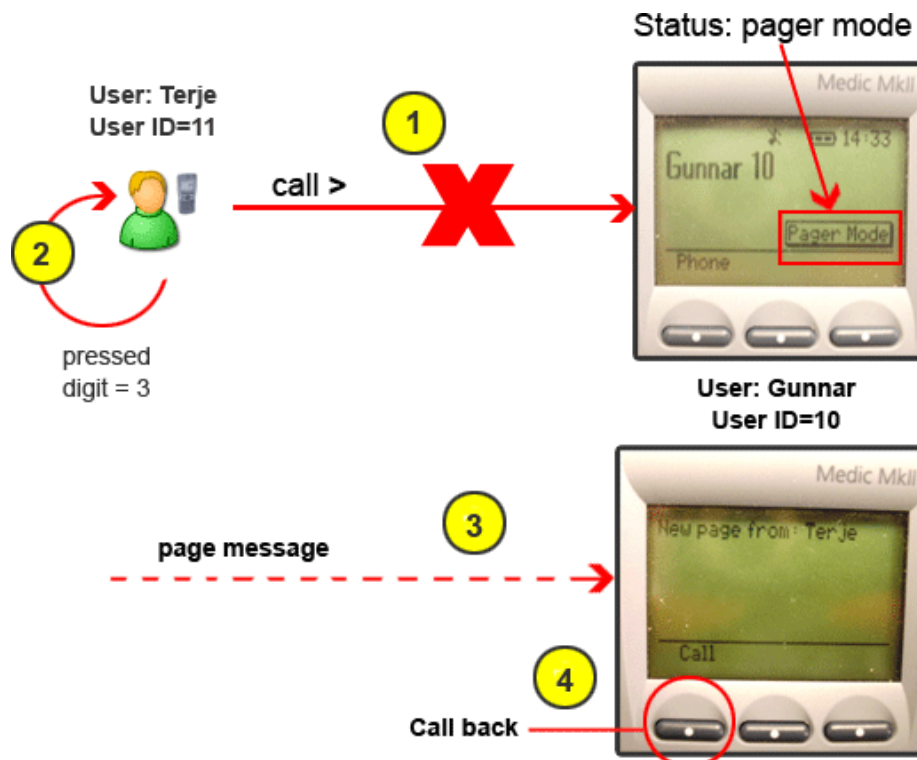 Status: pager mode
User: Terje
User ID=11
1
call >
2
pressed
digit = 3
Medic MkII
14:33
Gunnar 10
Pager Mode
Phone
User: Gunnar
User ID=10
3
page message
Medic MkII
New page from: Terje
Call
4
Call back